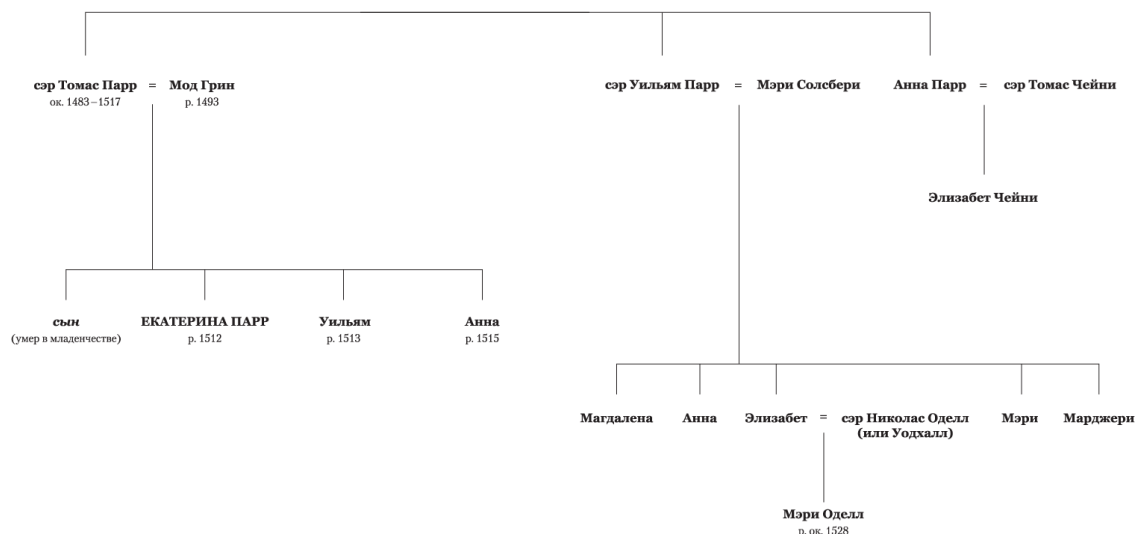 сэр Томас Парр = Мод Грин
ок. 1483–1517 р. 1493
сэр Уильям Парр = Мэри Солсбери
Анна Парр = сэр Томас Чейни
Элизабет Чейни
сын
(умер в младенчестве)
ЕКАТЕРИНА ПАРР
р. 1512
Уильям
р. 1513
Анна
р. 1515
Магдалена
Анна
Элизабет = сэр Николас Оделл
(или Уодхалл)
Мэри
Марджери
Мэри Оделл
р. ок. 1528